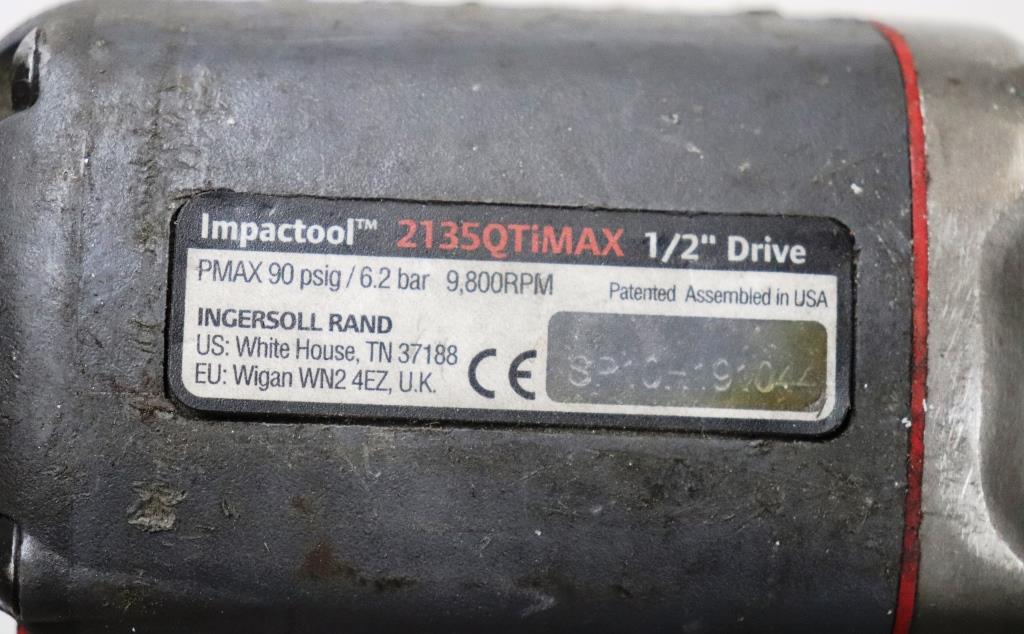 Impactool™ 2135QTiMAX 1/2" Drive
PMAX 90 psig / 6.2 bar 9,800RPM
Patented Assembled in USA
INGERSOLL RAND
US: White House, TN 37188
EU: Wigan WN2 4EZ, U.K.
CE